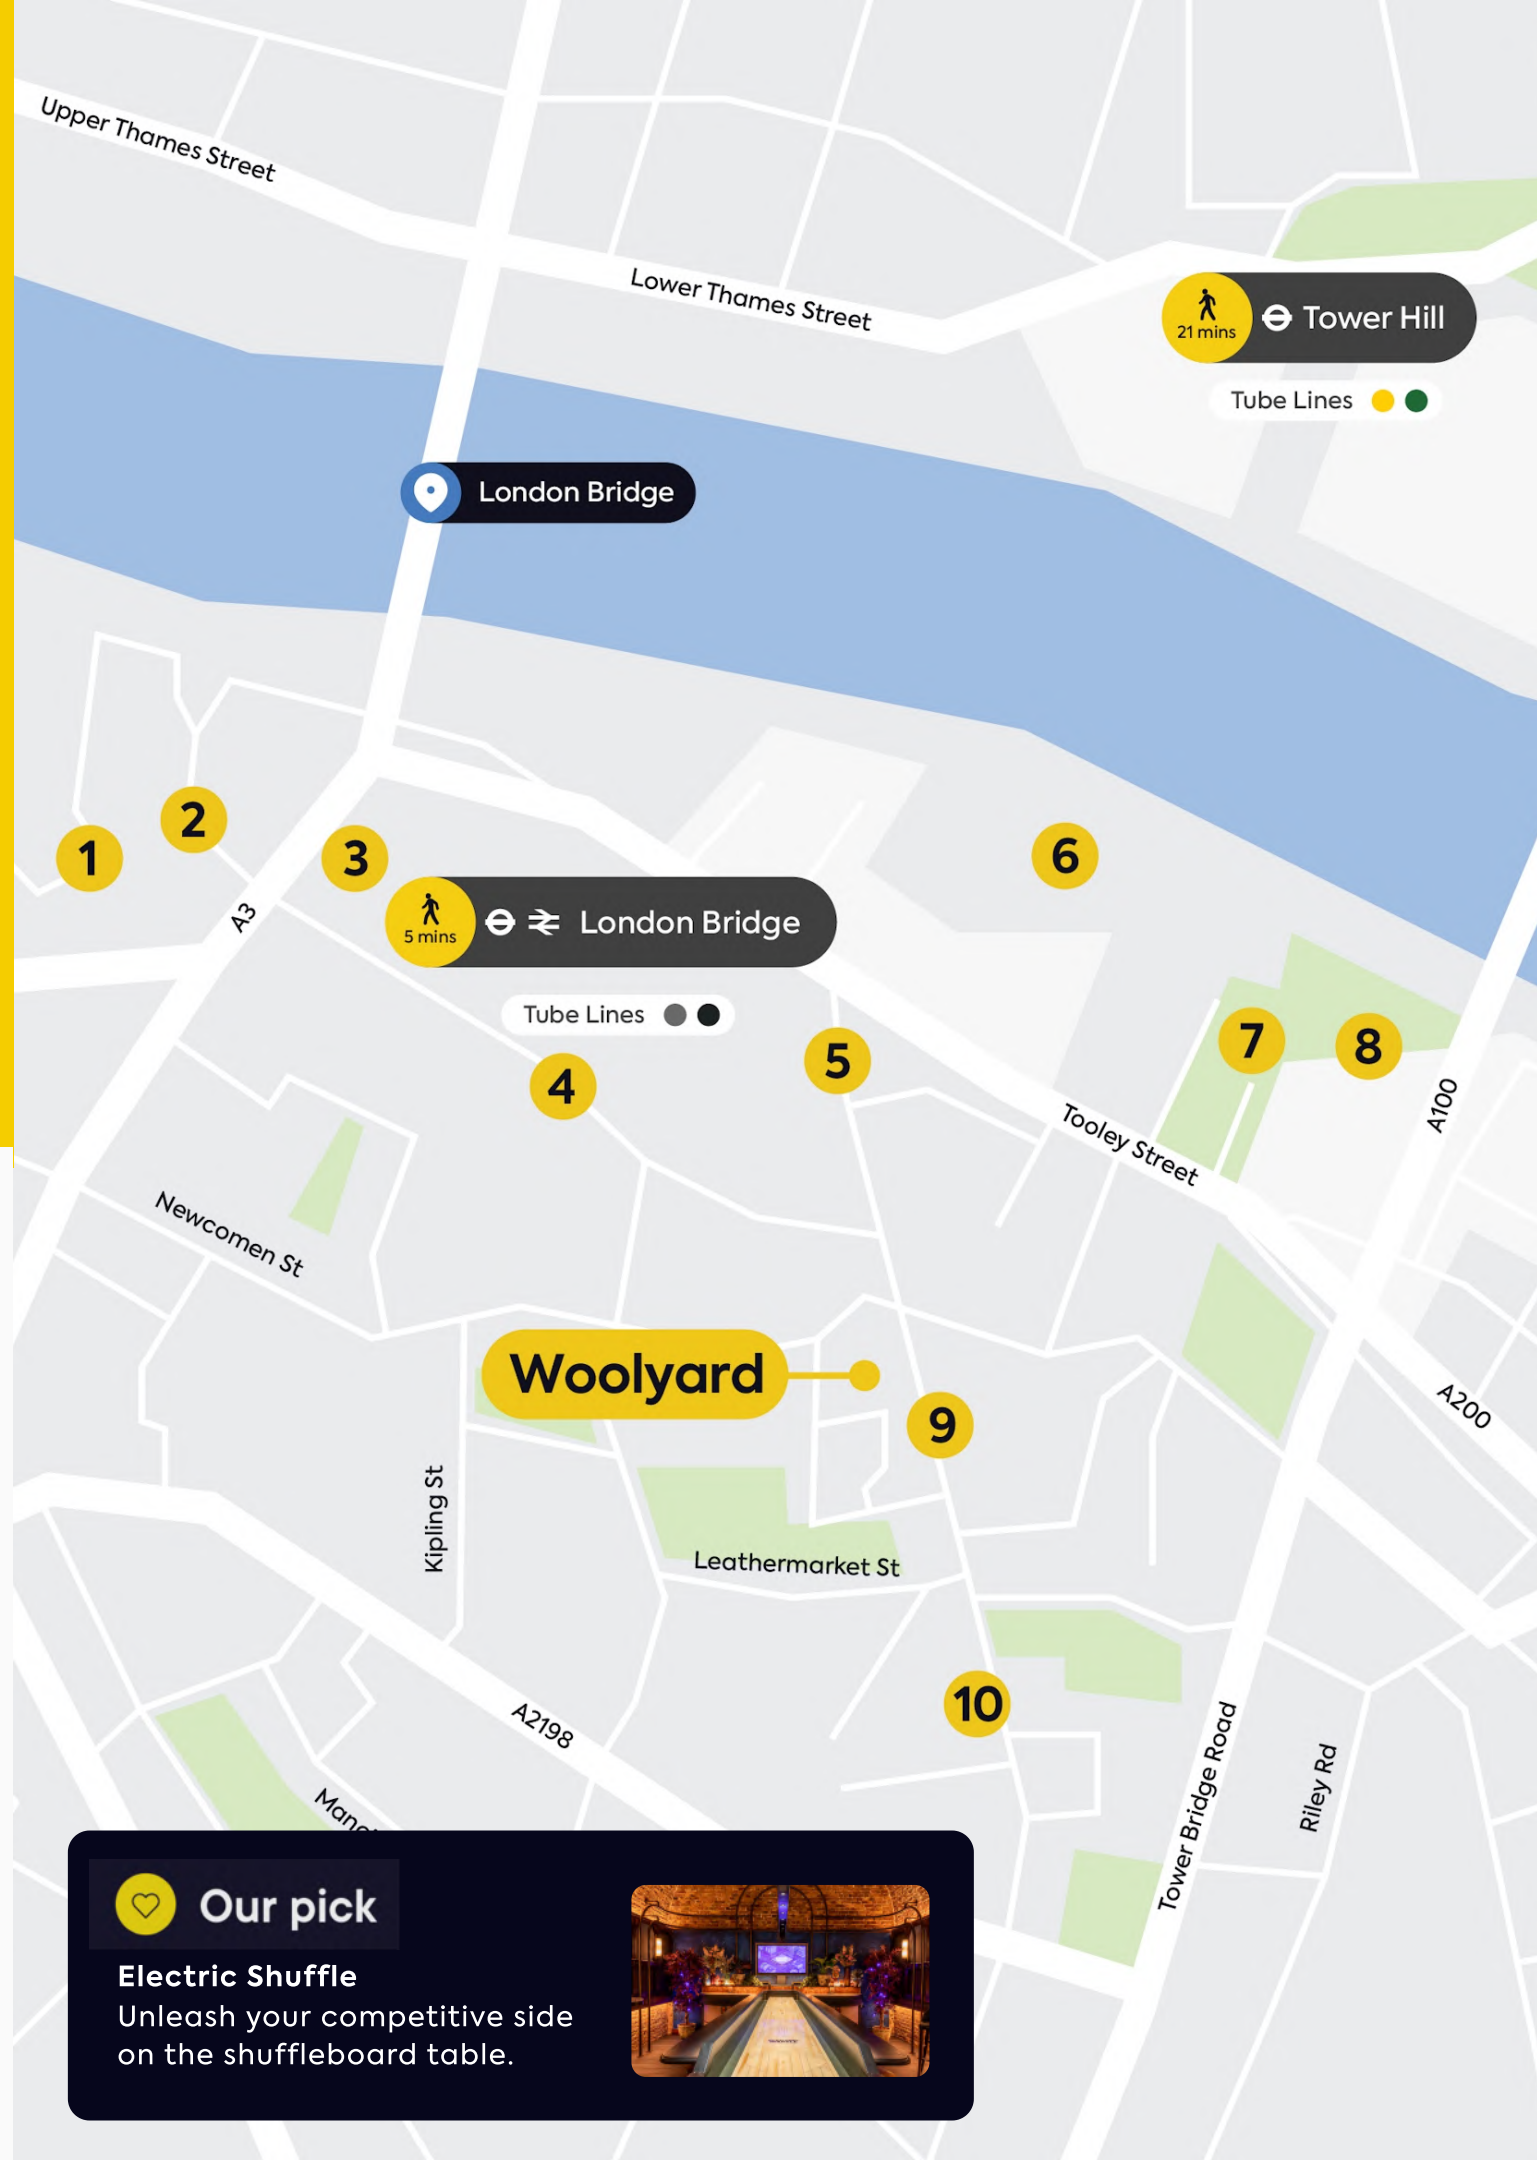 Upper Thames Street
Lower Thames Street
21 mins
Tower Hill
Tube Lines
London Bridge
1
2
3
6
A3
5 mins
London Bridge
Tube Lines
4
5
7
8
A100
Tooley Street
Newcomen St
Woolyard
9
A200
Kipling St
Leathermarket St
10
A2198
Tower Bridge Road
Riley Rd
Our pick
Electric Shuffle
Unleash your competitive side
on the shuffleboard table.